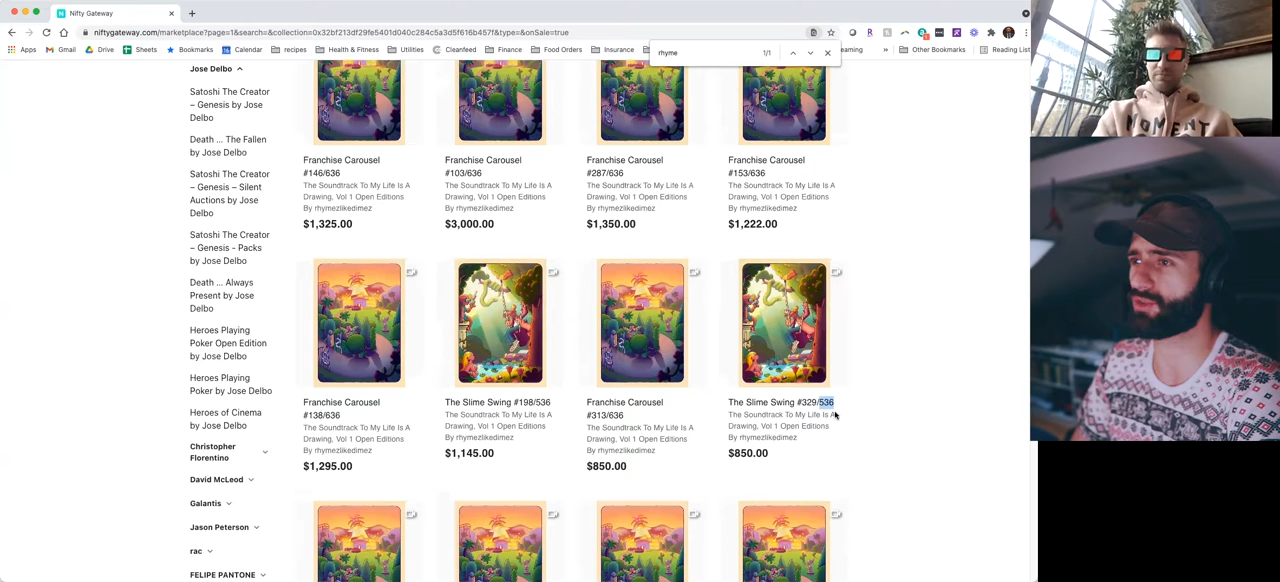 Nifty Gateway
niftygateway.com/marketplace?page=1&search=&collection=0x32bf213df29fe5401d040c284c5a3d5f616b457f&type=&onSale=true
Apps Gmail Drive Sheets Bookmarks Calendar recipes Health & Fitness Utilities Cleanfeed Finance Food Orders Insurance eaming » Other Bookmarks Reading List
rhyme 1/1
Jose Delbo
Satoshi The Creator
– Genesis by Jose
Delbo
Death ... The Fallen
by Jose Delbo
Satoshi The Creator
– Genesis – Silent
Auctions by Jose
Delbo
Satoshi The Creator
– Genesis - Packs
by Jose Delbo
Death ... Always
Present by Jose
Delbo
Heroes Playing
Poker Open Edition
by Jose Delbo
Heroes Playing
Poker by Jose Delbo
Heroes of Cinema
by Jose Delbo
Christopher
Florentino
David McLeod
Galantis
Jason Peterson
rac
FELIPE PANTONE
Franchise Carousel
#146/636
The Soundtrack To My Life Is A
Drawing, Vol 1 Open Editions
By rhymezlikedimez
$1,325.00
Franchise Carousel
#103/636
The Soundtrack To My Life Is A
Drawing, Vol 1 Open Editions
By rhymezlikedimez
$3,000.00
Franchise Carousel
#287/636
The Soundtrack To My Life Is A
Drawing, Vol 1 Open Editions
By rhymezlikedimez
$1,350.00
Franchise Carousel
#153/636
The Soundtrack To My Life Is A
Drawing, Vol 1 Open Editions
By rhymezlikedimez
$1,222.00
Franchise Carousel
#138/636
The Soundtrack To My Life Is A
Drawing, Vol 1 Open Editions
By rhymezlikedimez
$1,295.00
The Slime Swing #198/536
The Soundtrack To My Life Is A
Drawing, Vol 1 Open Editions
By rhymezlikedimez
$1,145.00
Franchise Carousel
#313/636
The Soundtrack To My Life Is A
Drawing, Vol 1 Open Editions
By rhymezlikedimez
$850.00
The Slime Swing #329/536
The Soundtrack To My Life Is A
Drawing, Vol 1 Open Editions
By rhymezlikedimez
$850.00
MOMENT